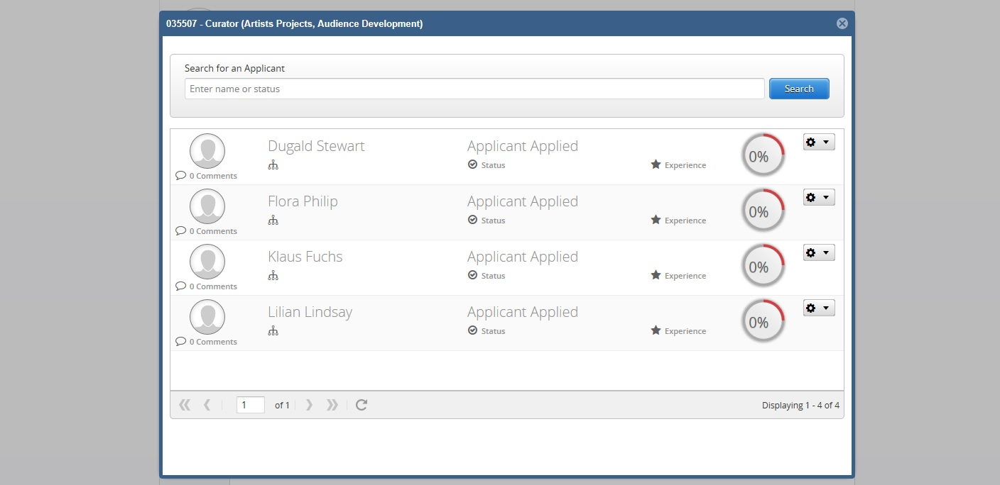 035507 - Curator (Artists Projects, Audience Development)
Search for an Applicant
Enter name or status
Search
Dugald Stewart
Applicant Applied
0%
0 Comments
Status
Experience
Flora Philip
Applicant Applied
0%
0 Comments
Status
Experience
Klaus Fuchs
Applicant Applied
0%
0 Comments
Status
Experience
Lilian Lindsay
Applicant Applied
0%
0 Comments
Status
Experience
1 of 1
Displaying 1 - 4 of 4